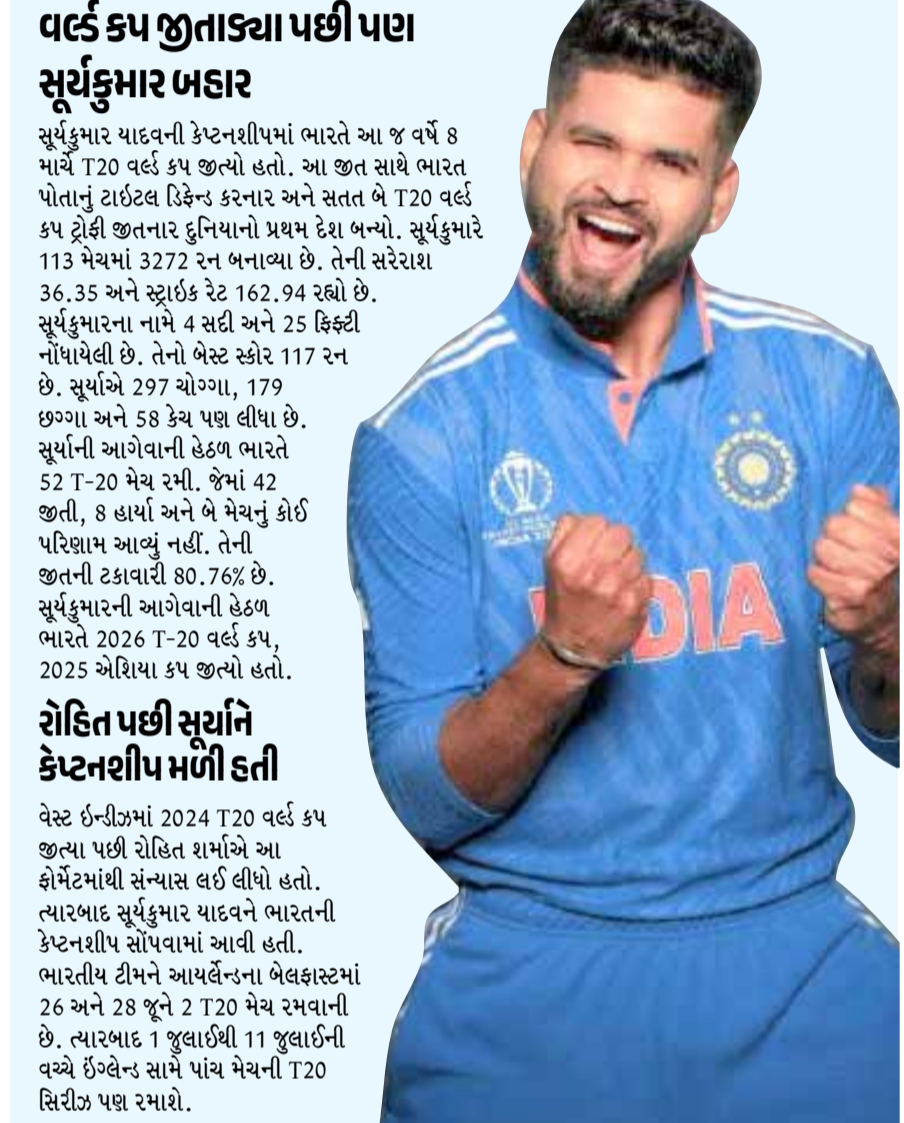 વર્લ્ડ કપ જીતાડ્યા પછી પણ
સૂર્યકુમાર બહાર
સૂર્યકુમાર યાદવની કેપ્ટનશીપમાં ભારતે આ જ વર્ષે 8
માર્ચે T20 વર્લ્ડ કપ જીત્યો હતો. આ જીત સાથે ભારત
પોતાનું ટાઇટલ ડિફેન્ડ કરનાર અને સતત બે T20 વર્લ્ડ
કપ ટ્રોફી જીતનાર દુનિયાનો પ્રથમ દેશ બન્યો. સૂર્યકુમારે
113 મેચમાં 3272 રન બનાવ્યા છે. તેની સરેરાશ
36.35 અને સ્ટ્રાઇક રેટ 162.94 રહ્યો છે.
સૂર્યકુમારના નામે 4 સદી અને 25 ફિફ્ટી
નોંધાયેલી છે. તેનો બેસ્ટ સ્કોર 117 રન
છે. સૂર્યાએ 297 ચોગ્ગા, 179
છગ્ગા અને 58 કેચ પણ લીધા છે.
સૂર્યાની આગેવાની હેઠળ ભારતે
52 T-20 મેચ રમી. જેમાં 42
જીતી, 8 હાર્યા અને બે મેચનું કોઈ
પરિણામ આવ્યું નહીં. તેની
જીતની ટકાવારી 80.76% છે.
સૂર્યકુમારની આગેવાની હેઠળ
ભારતે 2026 T-20 વર્લ્ડ કપ,
2025 એશિયા કપ જીત્યો હતો.
રોહિત પછી સૂર્યાને
કેપ્ટનશીપ મળી હતી
વેસ્ટ ઇન્ડીઝમાં 2024 T20 વર્લ્ડ કપ
જીત્યા પછી રોહિત શર્માએ આ
ફોર્મેટમાંથી સંન્યાસ લઈ લીધો હતો.
ત્યારબાદ સૂર્યકુમાર યાદવને ભારતની
કેપ્ટનશીપ સોંપવામાં આવી હતી.
ભારતીય ટીમને આયર્લેન્ડના બેલફાસ્ટમાં
26 અને 28 જૂને 2 T20 મેચ રમવાની
છે. ત્યારબાદ 1 જુલાઈથી 11 જુલાઈની
વચ્ચે ઇંગ્લેન્ડ સામે પાંચ મેચની T20
સિરીઝ પણ રમાશે.
DIA